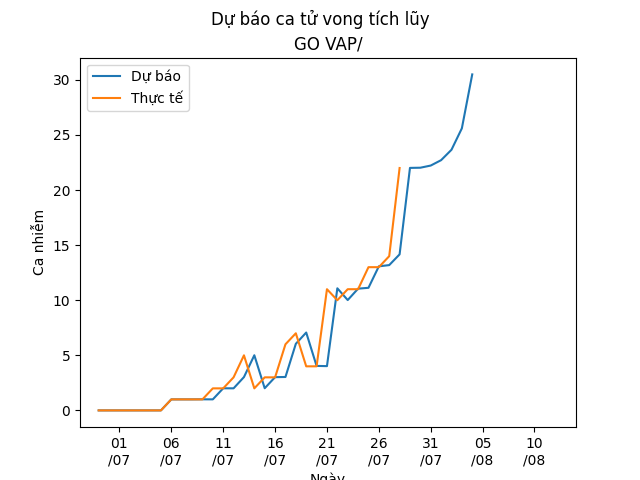 Dự báo ca tử vong tích lũy
GO VAP/
Dự báo
Thực tế
30
25
20
15
10
5
0
Ca nhiễm
01 06 11 16 21 26 31 05 10
/07 /07 /07 /07 /07 /07 /07 /08 /08
Ngày